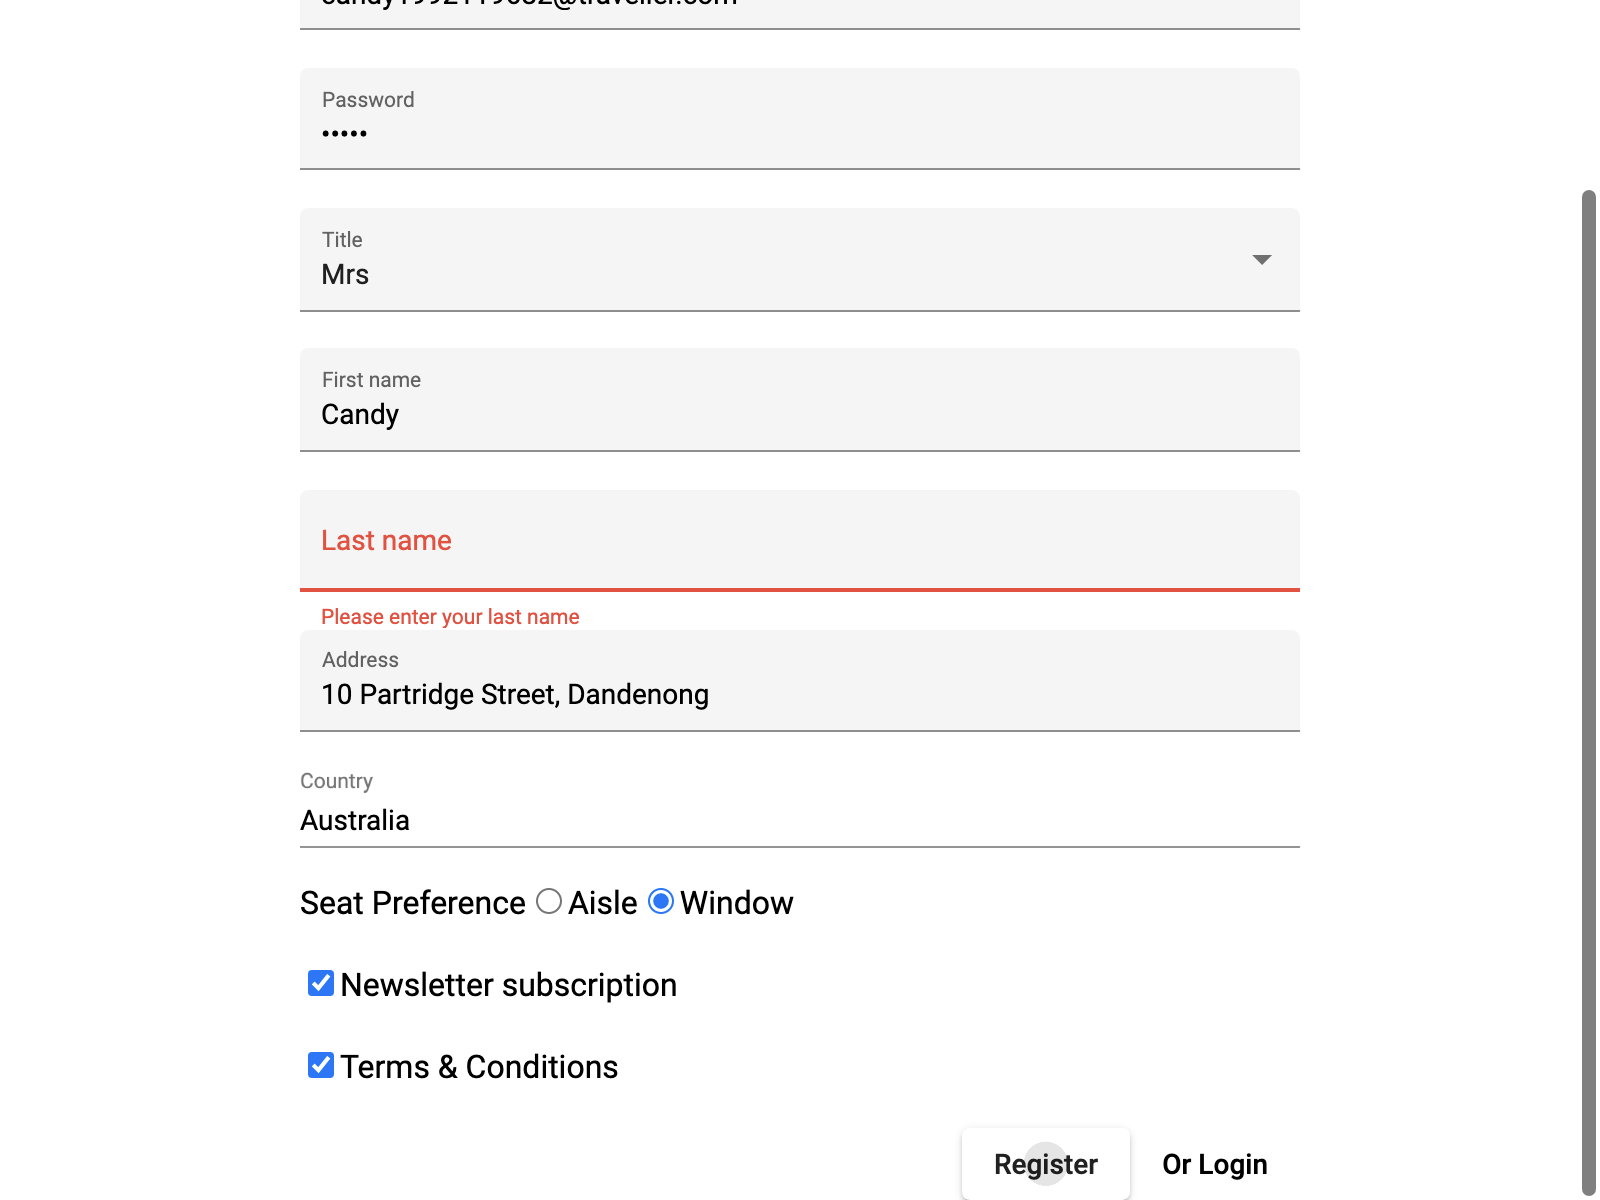 Password
•••••
Title
Mrs
First name
Candy
Last name
Please enter your last name
Address
10 Partridge Street, Dandenong
Country
Australia
Seat Preference Aisle Window
Newsletter subscription
Terms & Conditions
Register Or Login